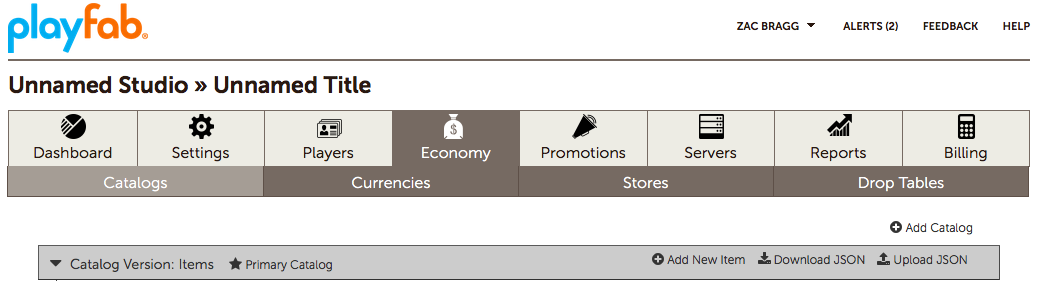 playfab®
ZAC BRAGG ALERTS (2) FEEDBACK HELP
Unnamed Studio » Unnamed Title
Dashboard Settings Players Economy Promotions Servers Reports Billing
Catalogs Currencies Stores Drop Tables
Add Catalog
Catalog Version: Items Primary Catalog Add New Item Download JSON Upload JSON